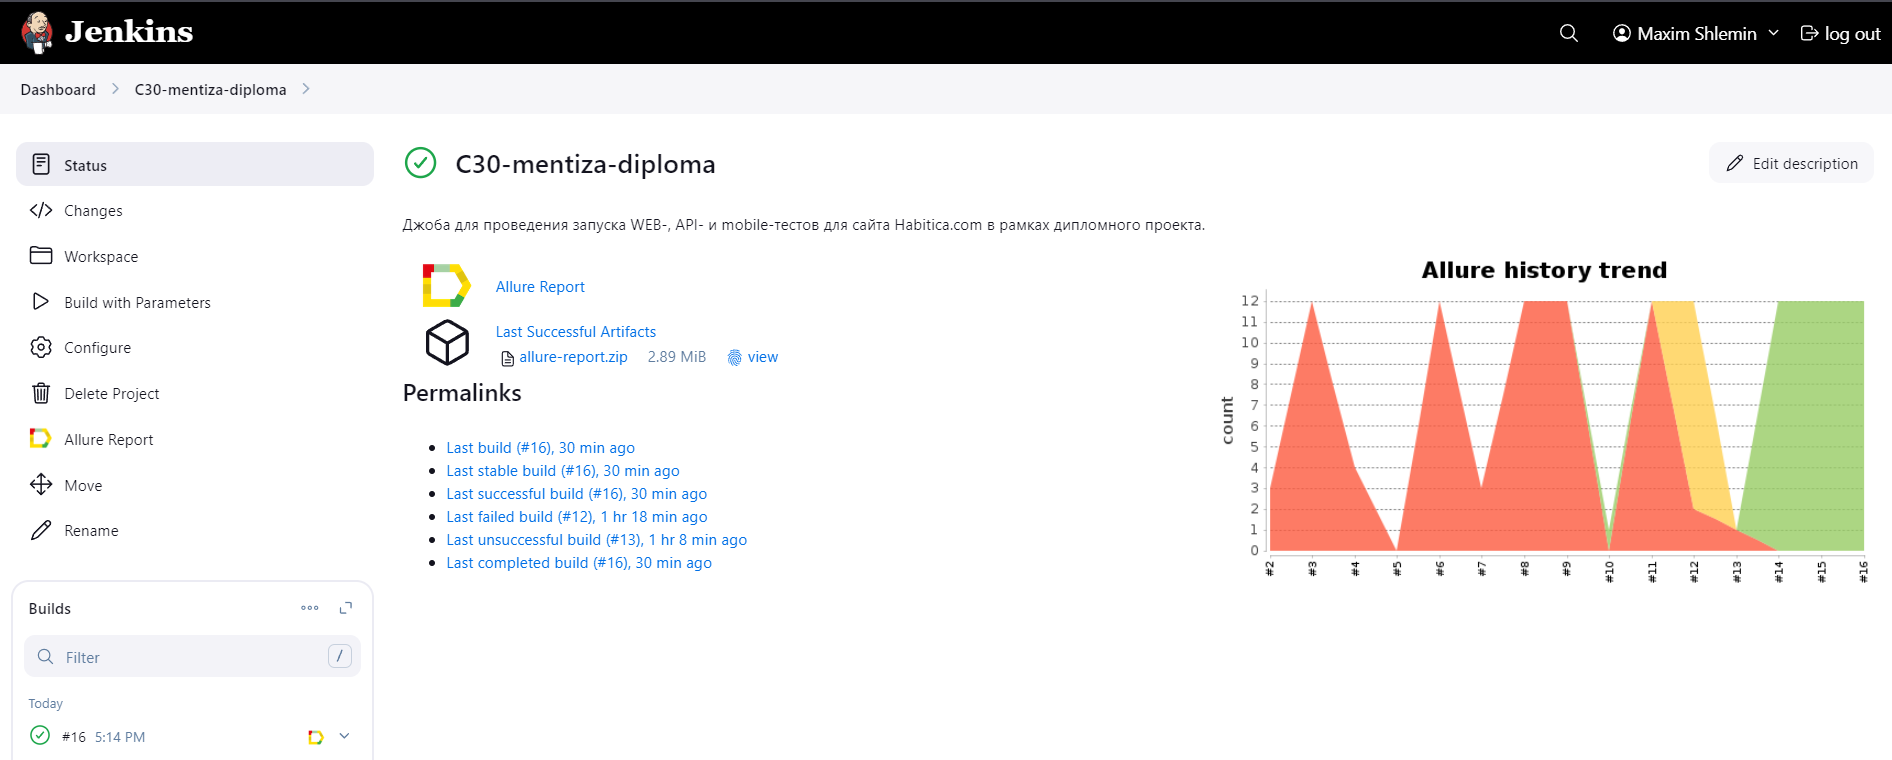 Jenkins
Maxim Shlemin
log out
Dashboard
C30-mentiza-diploma
Status
Changes
Workspace
Build with Parameters
Configure
Delete Project
Allure Report
Move
Rename
Builds
Filter
/
Today
#16 5:14 PM
C30-mentiza-diploma
Edit description
Джоба для проведения запуска WEB-, API- и mobile-тестов для сайта Habitica.com в рамках дипломного проекта.
Allure Report
Last Successful Artifacts
allure-report.zip 2.89 MiB view
Permalinks
Last build (#16), 30 min ago
Last stable build (#16), 30 min ago
Last successful build (#16), 30 min ago
Last failed build (#12), 1 hr 18 min ago
Last unsuccessful build (#13), 1 hr 8 min ago
Last completed build (#16), 30 min ago
Allure history trend
count
12
11
10
9
8
7
6
5
4
3
2
1
0
#2
#3
#4
#5
#6
#7
#8
#9
#10
#11
#12
#13
#14
#15
#16